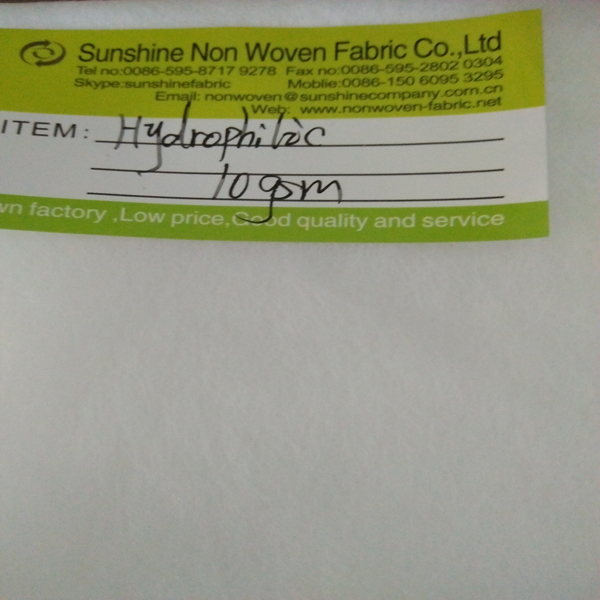 Sunshine Non Woven Fabric Co.,Ltd
Tel no:0086-595-8717 9278 Fax no:0086-595-2802 0304
Skype:sunshinefabric Moblie:0086-150 6095 3295
Email: nonwoven@sunshinecompany.com.cn
Web: www.nonwoven-fabric.net
ITEM: Hydrophilic
10gsm
wn factory ,Low price,Good quality and service